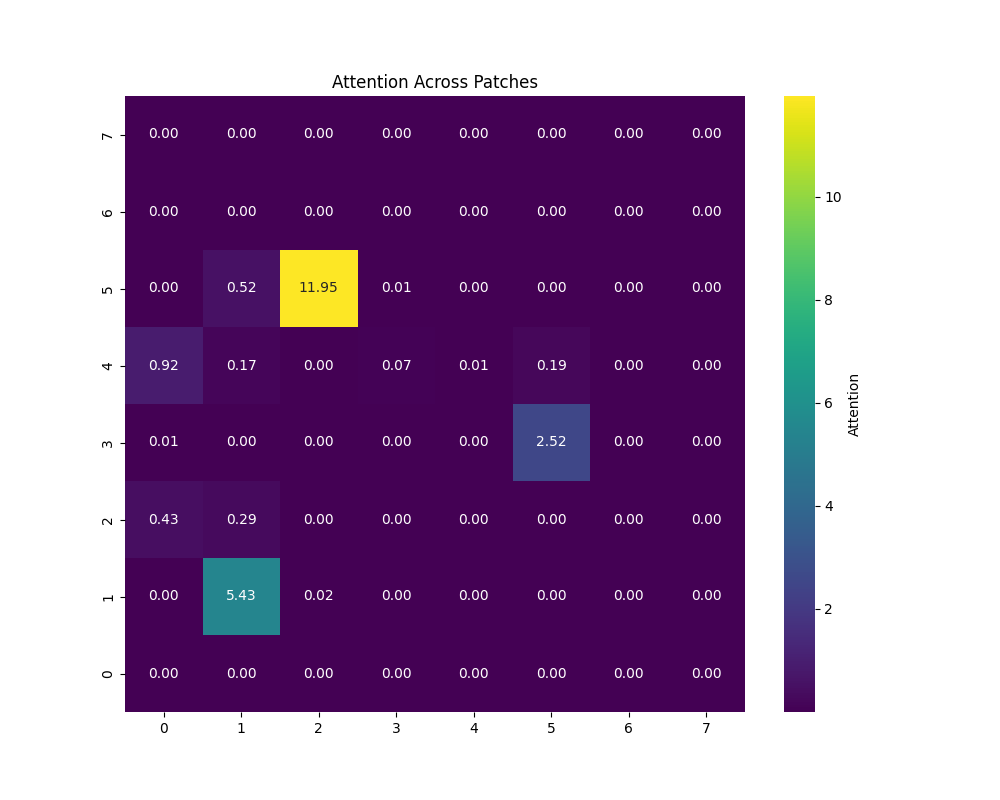 Attention Across Patches
7 0.00 0.00 0.00 0.00 0.00 0.00 0.00 0.00
6 0.00 0.00 0.00 0.00 0.00 0.00 0.00 0.00
5 0.00 0.52 11.95 0.01 0.00 0.00 0.00 0.00
4 0.92 0.17 0.00 0.07 0.01 0.19 0.00 0.00
3 0.01 0.00 0.00 0.00 0.00 2.52 0.00 0.00
2 0.43 0.29 0.00 0.00 0.00 0.00 0.00 0.00
1 0.00 5.43 0.02 0.00 0.00 0.00 0.00 0.00
0 0.00 0.00 0.00 0.00 0.00 0.00 0.00 0.00
0 1 2 3 4 5 6 7
10
8
6
4
2
Attention